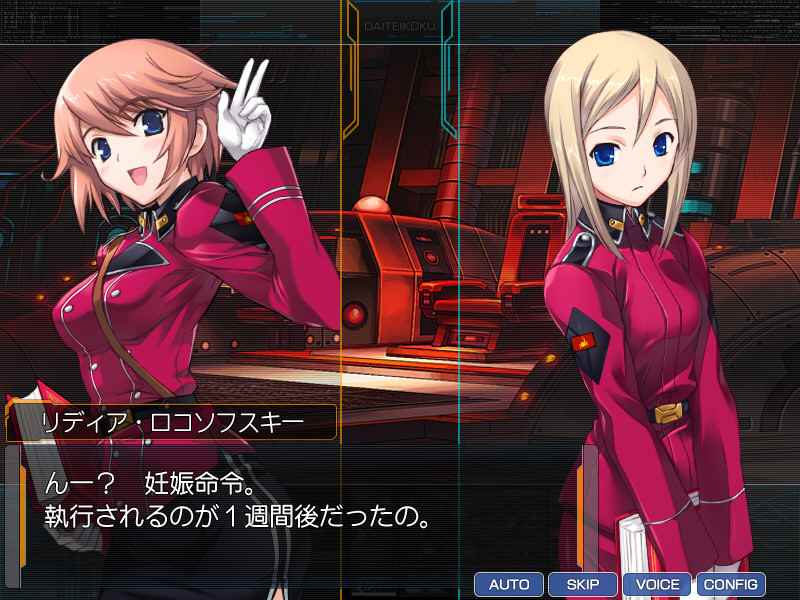 DAITEIKOKU
リディア・ロコソフスキー
んー？　妊娠命令。
執行されるのが１週間後だったの。
AUTO
SKIP
VOICE
CONFIG